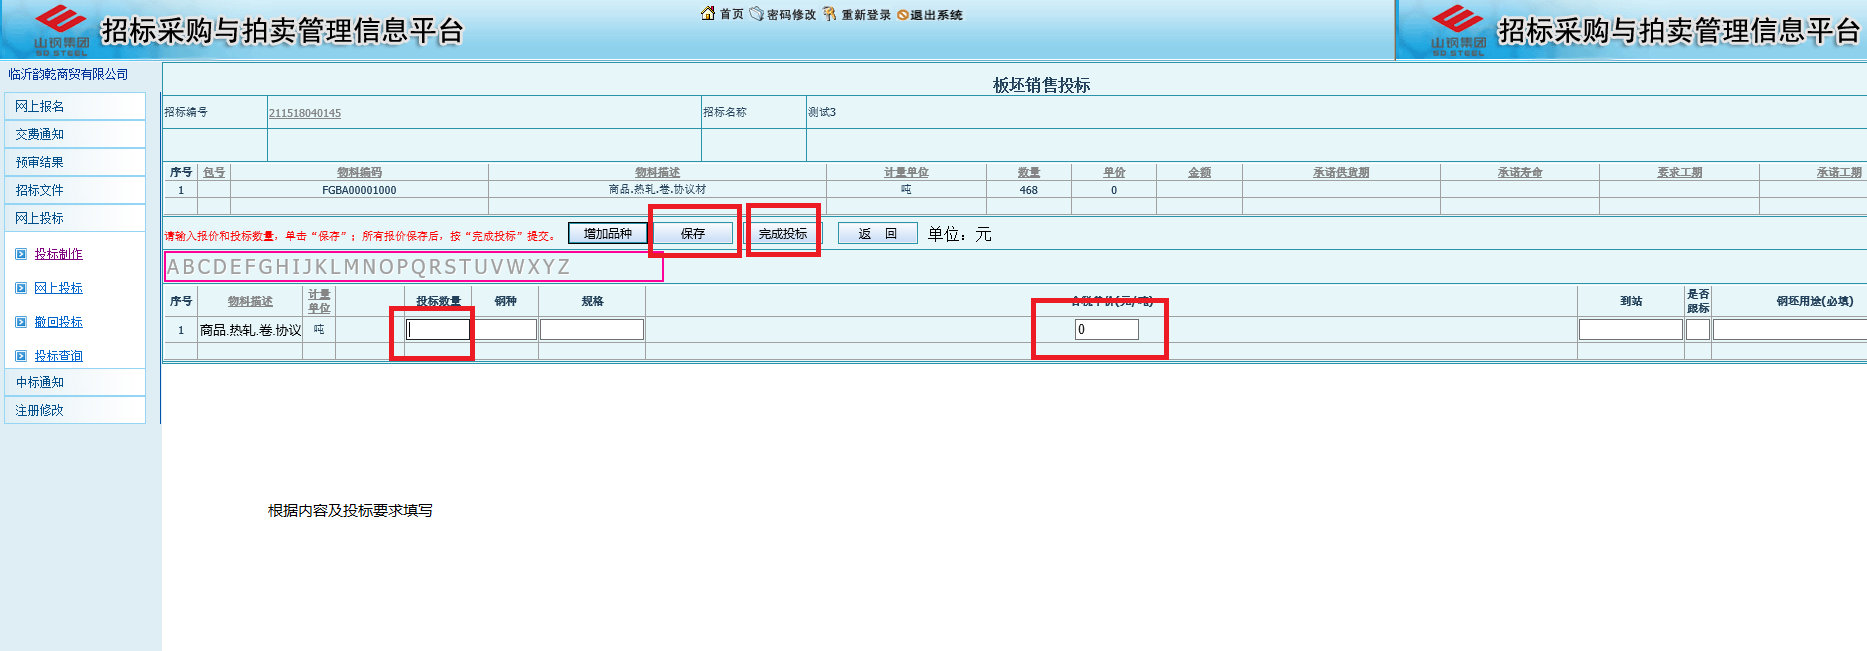 山钢集团
SD STEEL
招标采购与拍卖管理信息平台
首页 密码修改 重新登录 退出系统
山钢集团
SD STEEL
招标采购与拍卖管理信息平台
临沂韵乾商贸有限公司
网上报名
交费通知
预审结果
招标文件
网上投标
投标制作
网上投标
撤回投标
投标查询
中标通知
注册修改
板坯销售投标
招标编号 211518040145 招标名称 测试3
序号 包号 物料编码 物料描述 计量单位 数量 单价 金额 承诺供货期 承诺寿命 要求工期 承诺工期
1 FGBA00001000 商品.热轧.卷.协议材 吨 468 0
请输入报价和投标数量，单击“保存”；所有报价保存后，按“完成投标”提交。 增加品种 保存 完成投标 返 回 单位：元
ABCDEFGHIJKLMNOPQRSTUVWXYZ
序号 物料描述 计量单位 投标数量 钢种 规格 含税单价(元/吨) 到站 是否跟标 钢坯用途(必填)
1 商品.热轧.卷.协议 吨 0
根据内容及投标要求填写